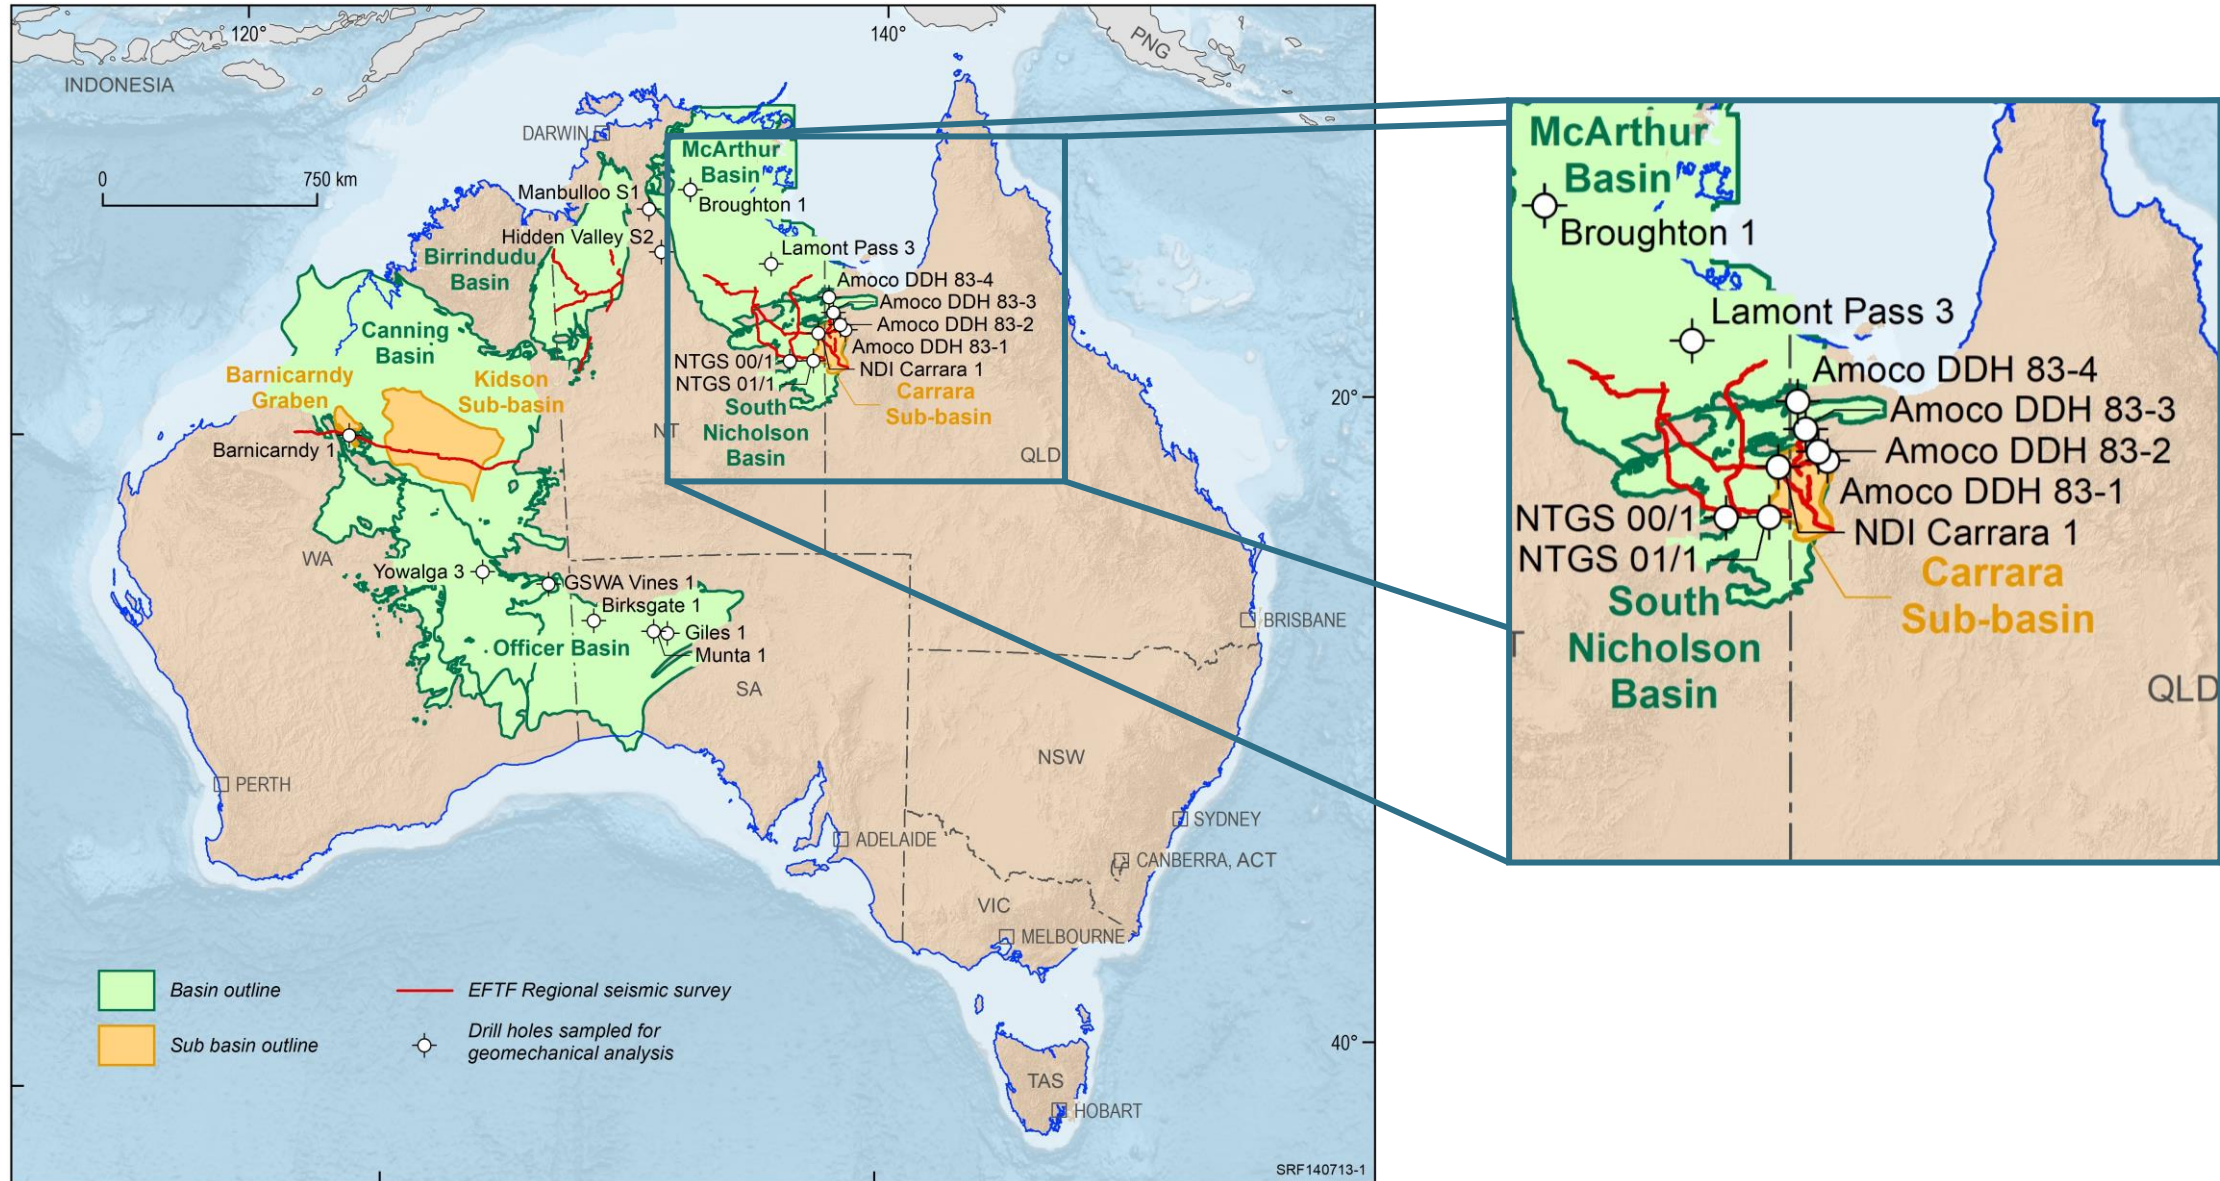 120°
140°
INDONESIA
PNG
DARWIN
0
750 km
McArthur
Basin
Manbulloo S1
Broughton 1
Hidden Valley S2
Lamont Pass 3
Birrindudu
Basin
Amoco DDH 83-4
Amoco DDH 83-3
Amoco DDH 83-2
Amoco DDH 83-1
NDI Carrara 1
NTGS 00/1
NTGS 01/1
Canning
Basin
Barnicarndy
Graben
Kidson
Sub-basin
Carrara
Sub-basin
South
Nicholson
Basin
20°
NT
QLD
Barnicarndy 1
WA
Yowalga 3
GSWA Vines 1
Birksgate 1
Giles 1
Munta 1
Officer Basin
BRISBANE
SA
NSW
PERTH
SYDNEY
ADELAIDE
CANBERRA, ACT
VIC
MELBOURNE
40°
TAS
HOBART
Basin outline
Sub basin outline
EFTF Regional seismic survey
Drill holes sampled for
geomechanical analysis
SRF140713-1
McArthur
Basin
Broughton 1
Lamont Pass 3
Amoco DDH 83-4
Amoco DDH 83-3
Amoco DDH 83-2
Amoco DDH 83-1
NDI Carrara 1
NTGS 00/1
NTGS 01/1
Carrara
Sub-basin
South
Nicholson
Basin
T
QLD